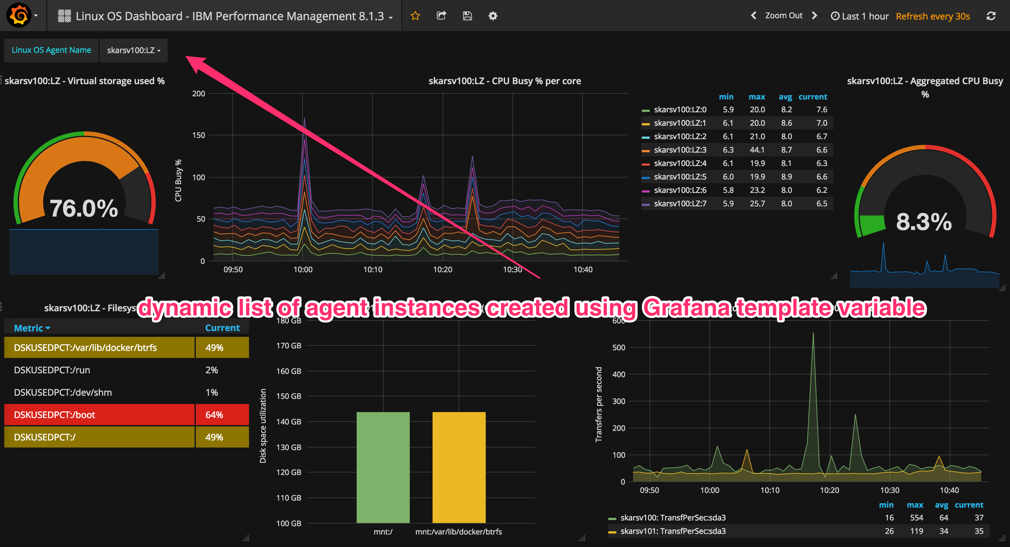 Linux OS Dashboard - IBM Performance Management 8.1.3
Zoom Out
Last 1 hour
Refresh every 30s
Linux OS Agent Name
skarsv100:LZ
skarsv100:LZ - Virtual storage used %
76.0%
skarsv100:LZ - CPU Busy % per core
CPU Busy %
200
150
100
50
0
09:50
10:00
10:10
10:20
10:30
10:40
min max avg current
skarsv100:LZ:0 5.9 20.0 8.2 7.6
skarsv100:LZ:1 6.1 20.0 8.6 7.0
skarsv100:LZ:2 6.1 21.0 8.0 6.7
skarsv100:LZ:3 6.3 44.1 8.7 6.6
skarsv100:LZ:4 6.1 19.9 8.1 6.3
skarsv100:LZ:5 6.0 19.9 8.9 6.6
skarsv100:LZ:6 5.8 23.2 8.0 6.2
skarsv100:LZ:7 5.9 25.7 8.0 6.5
skarsv100:LZ - Aggregated CPU Busy
%
8.3%
dynamic list of agent instances created using Grafana template variable
skarsv100:LZ - Filesys
Metric Current
DSKUSEDPCT:/var/lib/docker/btrfs 49%
DSKUSEDPCT:/run 2%
DSKUSEDPCT:/dev/shm 1%
DSKUSEDPCT:/boot 64%
DSKUSEDPCT:/ 49%
Disk space utilization
180 GB
170 GB
160 GB
150 GB
140 GB
130 GB
120 GB
110 GB
100 GB
mnt:/
mnt:/var/lib/docker/btrfs
Transfers per second
600
500
400
300
200
100
0
09:50
10:00
10:10
10:20
10:30
10:40
min max avg current
skarsv100: TransfPerSec:sda3 16 554 64 37
skarsv101: TransfPerSec:sda3 26 119 34 35